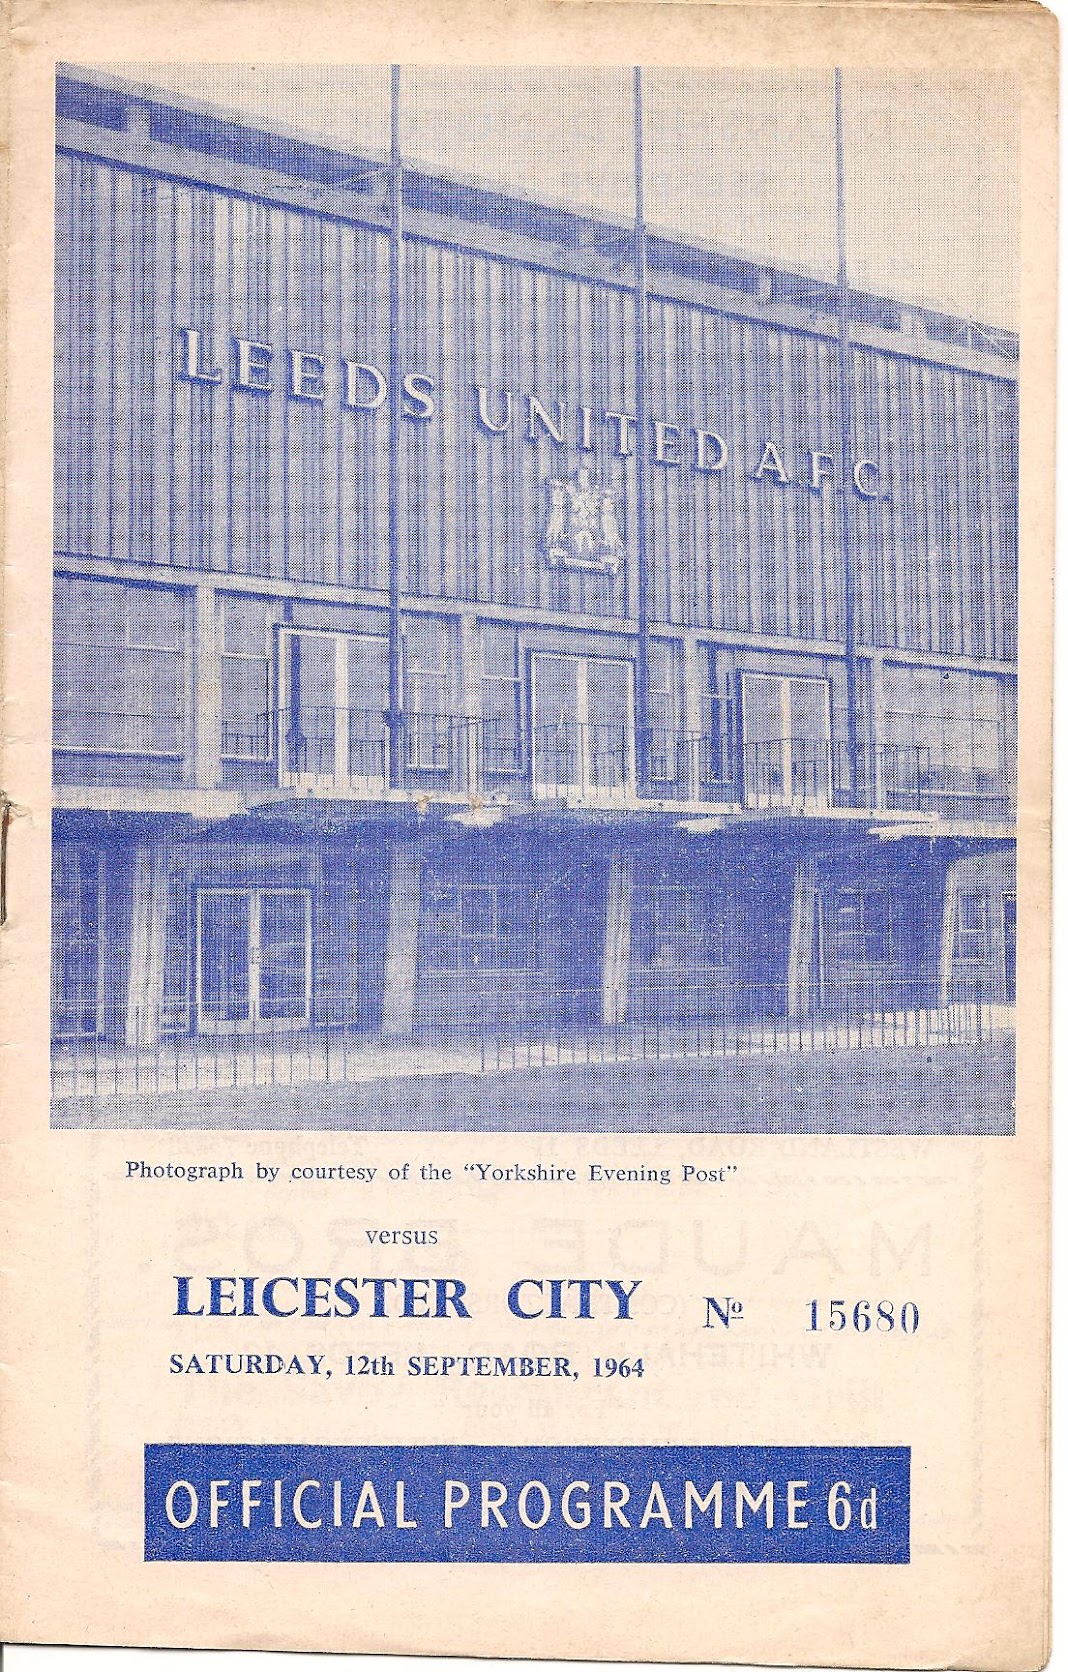 LEEDS UNITED A.F.C.
Photograph by courtesy of the "Yorkshire Evening Post"
versus
LEICESTER CITY Nº 15680
SATURDAY, 12th SEPTEMBER, 1964
OFFICIAL PROGRAMME 6d